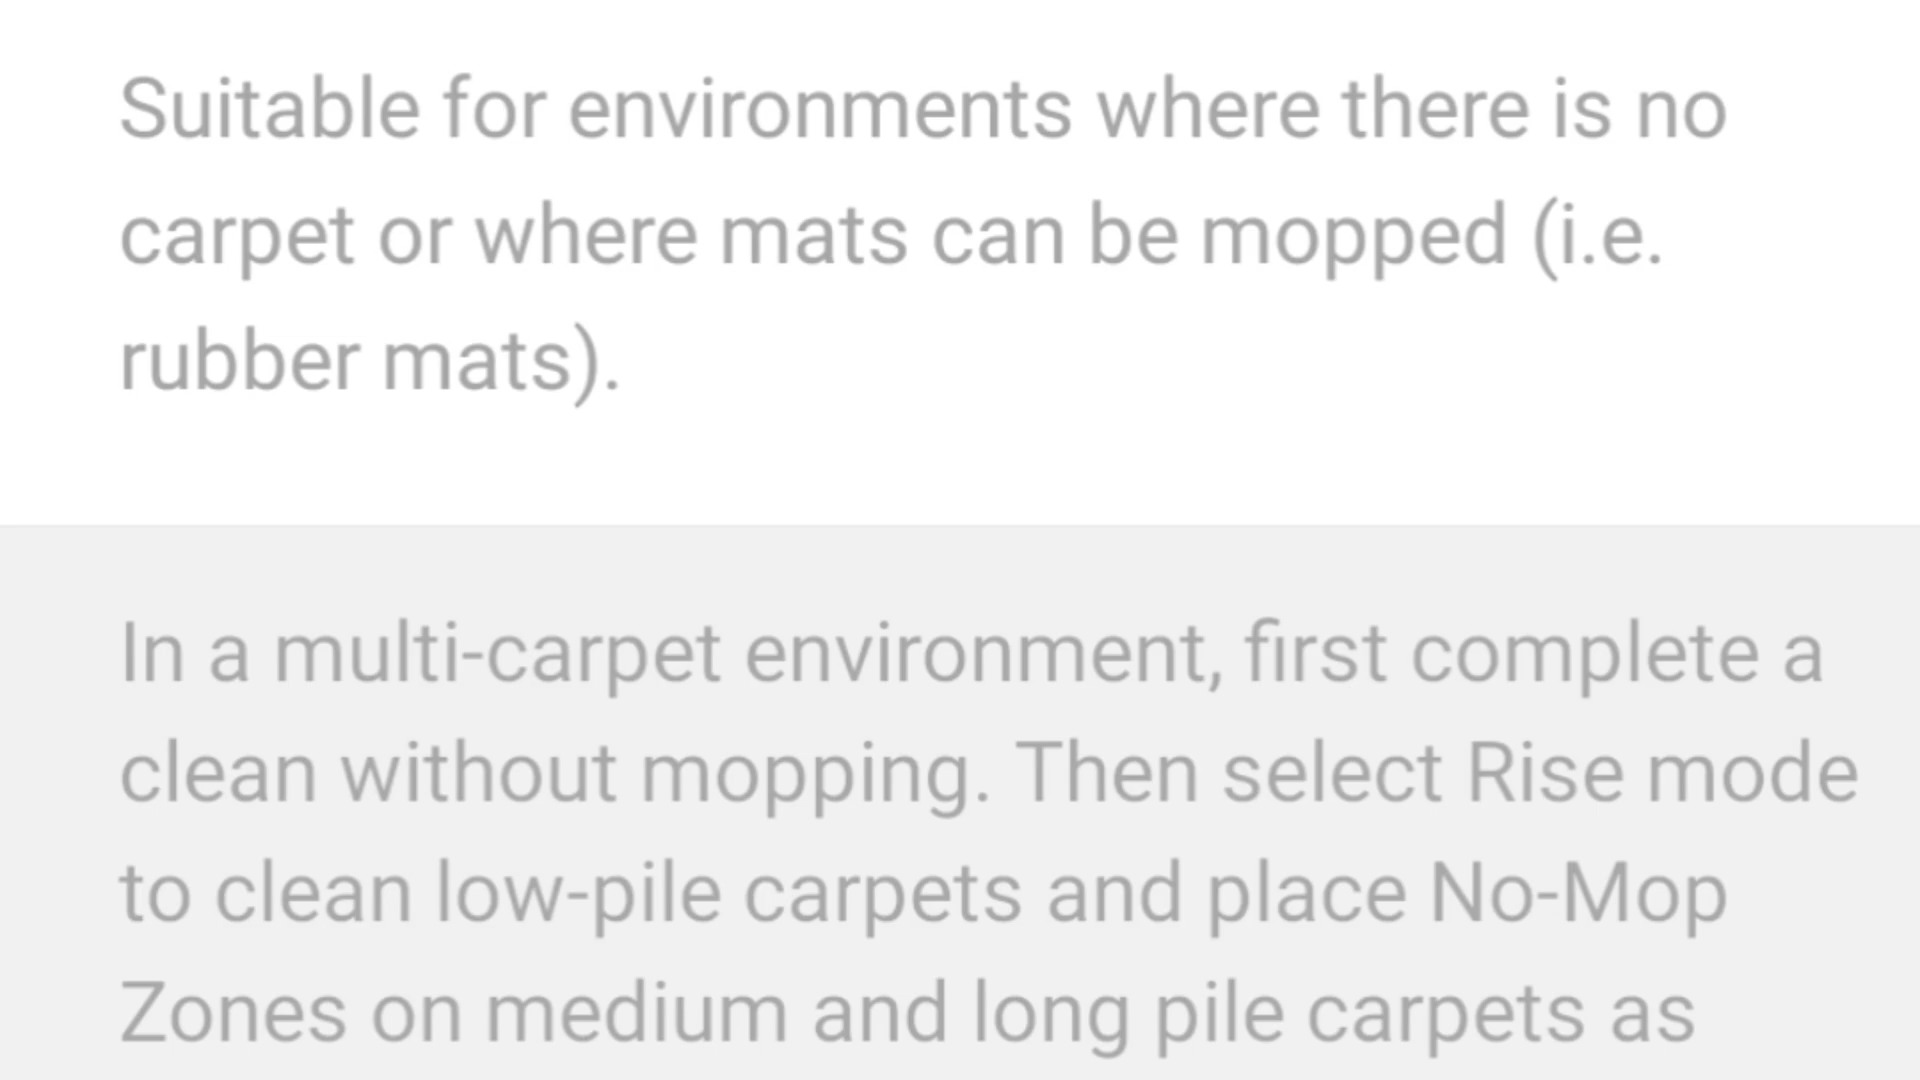 Suitable for environments where there is no
carpet or where mats can be mopped (i.e.
rubber mats).
In a multi-carpet environment, first complete a
clean without mopping. Then select Rise mode
to clean low-pile carpets and place No-Mop
Zones on medium and long pile carpets as